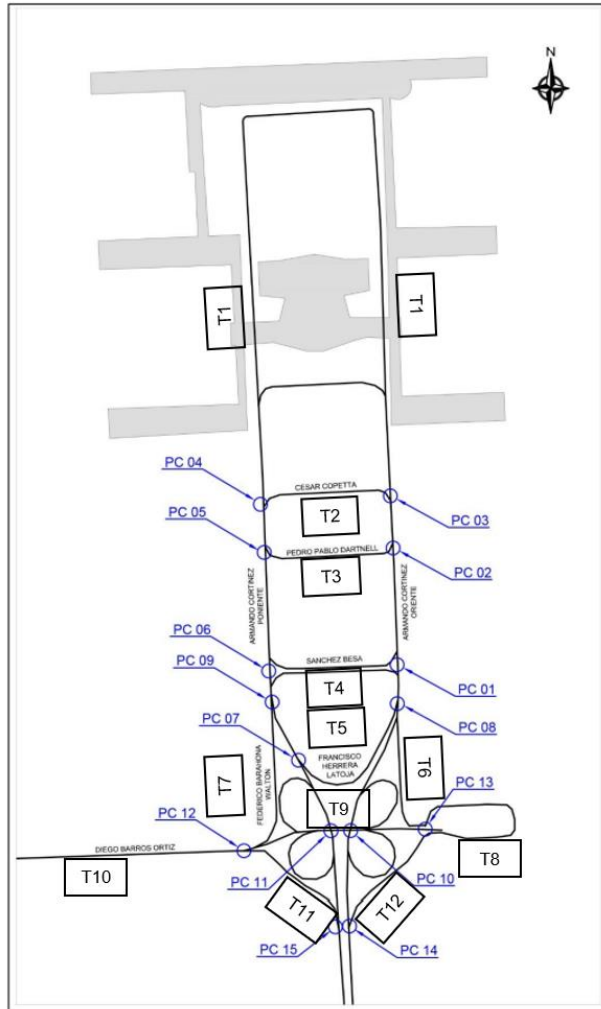 N
T1
T1
PC 04
CESAR COPETTA
PC 03
T2
PC 05
PEDRO PABLO DARTNELL
PC 02
T3
ARMANDO CORTINEZ
PONIENTE
ARMANDO CORTINEZ
ORIENTE
PC 06
SANCHEZ BESA
PC 01
PC 09
T4
T5
PC 08
PC 07
FRANCISCO
HERRERA
LATOJA
T7
FEDERICO BARAHONA
WALTON
T6
PC 13
T9
PC 12
DIEGO BARROS ORTIZ
T10
PC 11
PC 10
T8
T11
T12
PC 15
PC 14